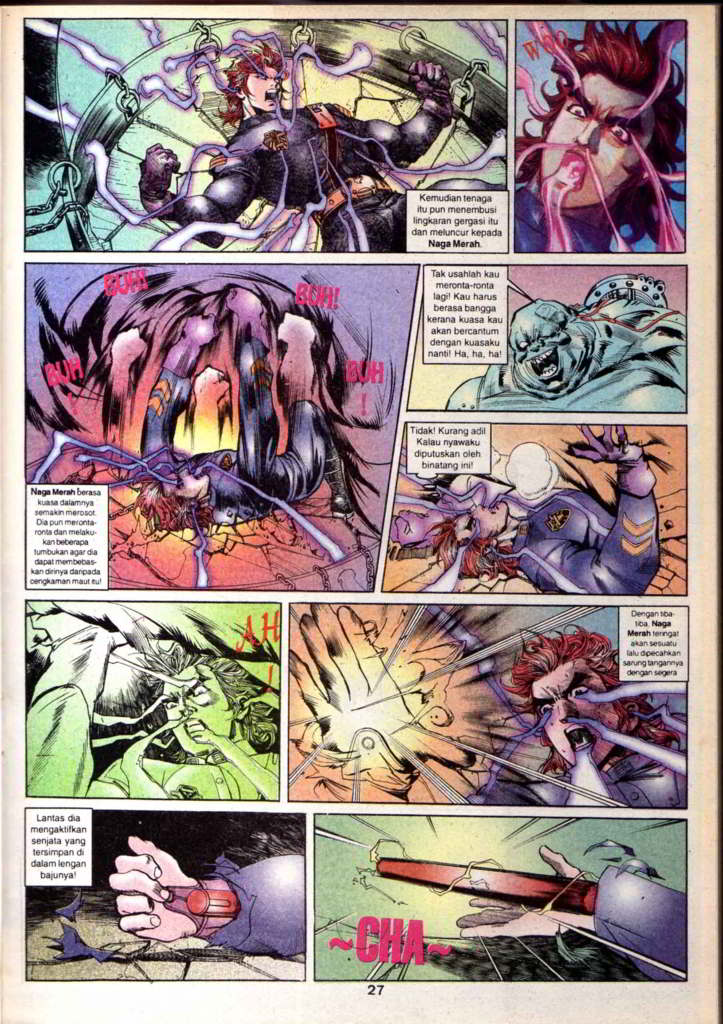 Kemudian tenaga
itu pun menembusi
lingkaran gergasi itu
dan meluncur kepada
Naga Merah.
BUH!
BUH!
BUH
!
BUH
!
Naga Merah berasa
kuasa dalamnya
semakin merosot.
Dia pun meronta-
ronta dan melaku-
kan beberapa
tumbukan agar dia
dapat membebas-
kan dirinya daripada
cengkaman maut itu!
Tak usahlah kau
meronta-ronta
lagi! Kau harus
berasa bangga
kerana kuasa kau
akan bercantum
dengan kuasaku
nanti! Ha, ha, ha!
Tidak! Kurang adil
Kalau nyawaku
diputuskan oleh
binatang ini!
AH
!
Dengan tiba-
tiba, Naga
Merah teringat
akan sesuatu
lalu dipecahkan
sarung tangannya
dengan segera
Lantas dia
mengaktifkan
senjata yang
tersimpan di
dalam lengan
bajunya!
~CHA~
27